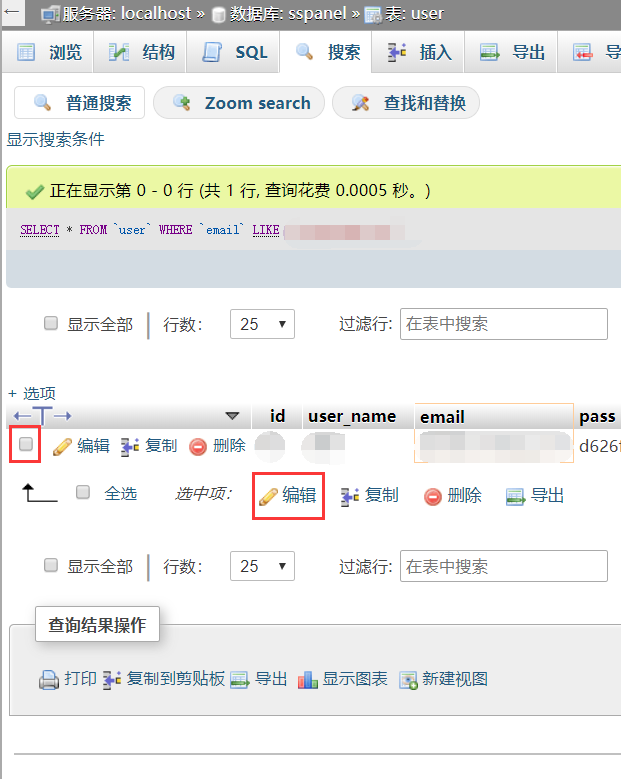 服务器: localhost » 数据库: sspanel » 表: user
浏览 结构 SQL 搜索 插入 导出 导
普通搜索 Zoom search 查找和替换
显示搜索条件
正在显示第 0 - 0 行 (共 1 行, 查询花费 0.0005 秒。)
SELECT * FROM `user` WHERE `email` LIKE
显示全部 行数: 25 过滤行: 在表中搜索
+ 选项
id user_name email pass
编辑 复制 删除 d626f
全选 选中项: 编辑 复制 删除 导出
显示全部 行数: 25 过滤行: 在表中搜索
查询结果操作
打印 复制到剪贴板 导出 显示图表 新建视图